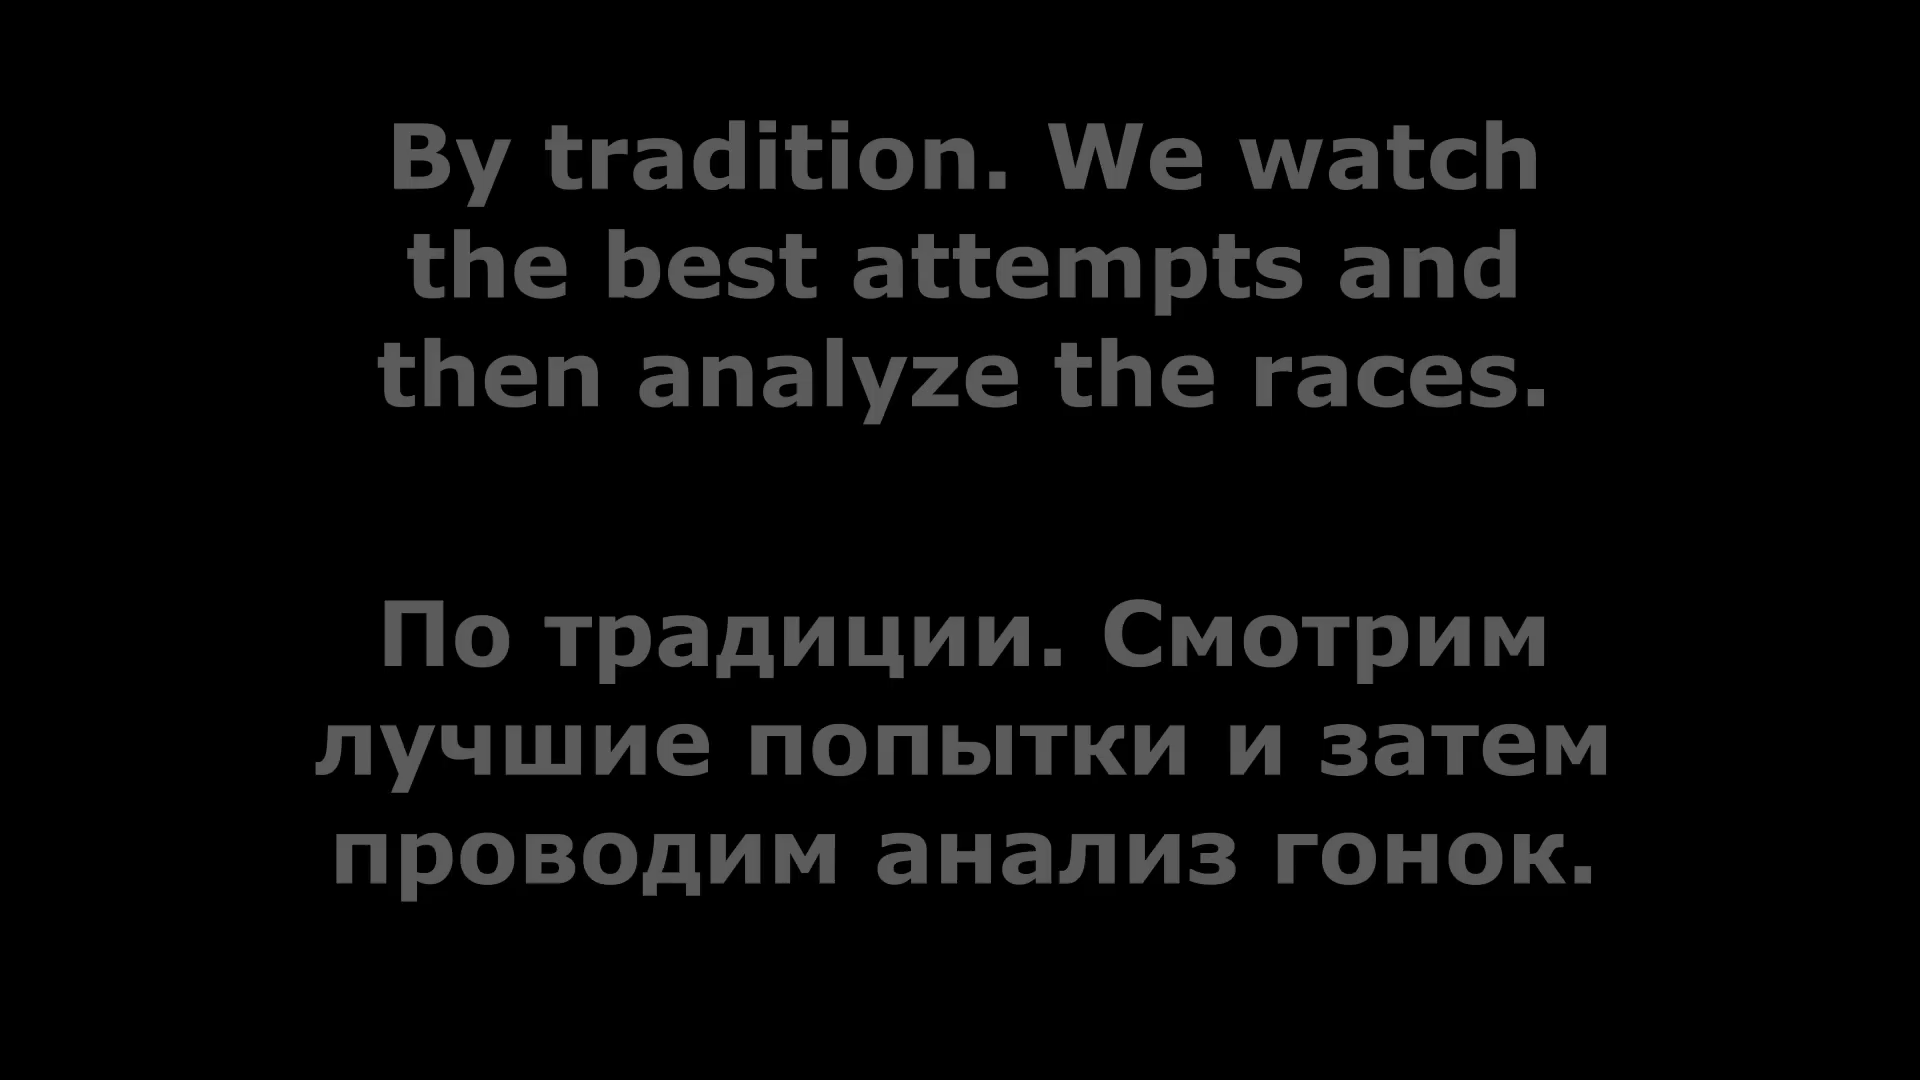 By tradition. We watch
the best attempts and
then analyze the races.
По традиции. Смотрим
лучшие попытки и затем
проводим анализ гонок.